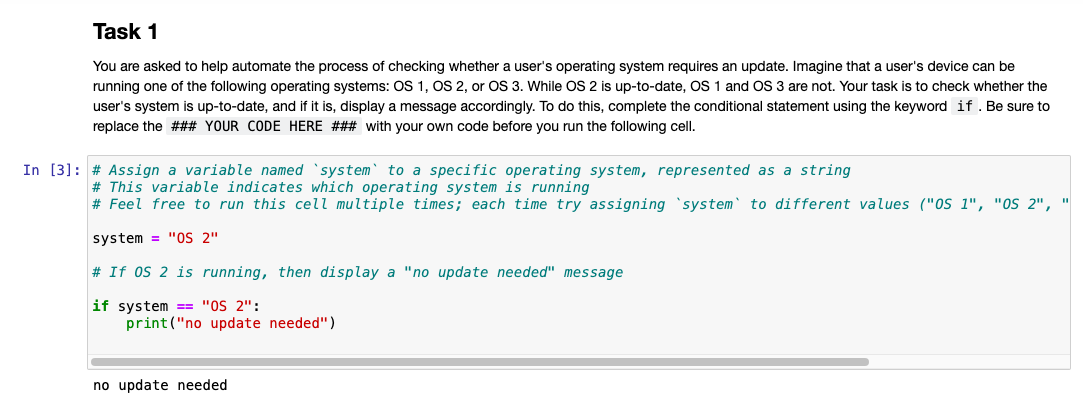 Task 1
You are asked to help automate the process of checking whether a user's operating system requires an update. Imagine that a user's device can be
running one of the following operating systems: OS 1, OS 2, or OS 3. While OS 2 is up-to-date, OS 1 and OS 3 are not. Your task is to check whether the
user's system is up-to-date, and if it is, display a message accordingly. To do this, complete the conditional statement using the keyword if . Be sure to
replace the ### YOUR CODE HERE ### with your own code before you run the following cell.
In [3]: # Assign a variable named `system` to a specific operating system, represented as a string
# This variable indicates which operating system is running
# Feel free to run this cell multiple times; each time try assigning `system` to different values ("OS 1", "OS 2", "
system = "OS 2"
# If OS 2 is running, then display a "no update needed" message
if system == "OS 2":
    print("no update needed")
no update needed